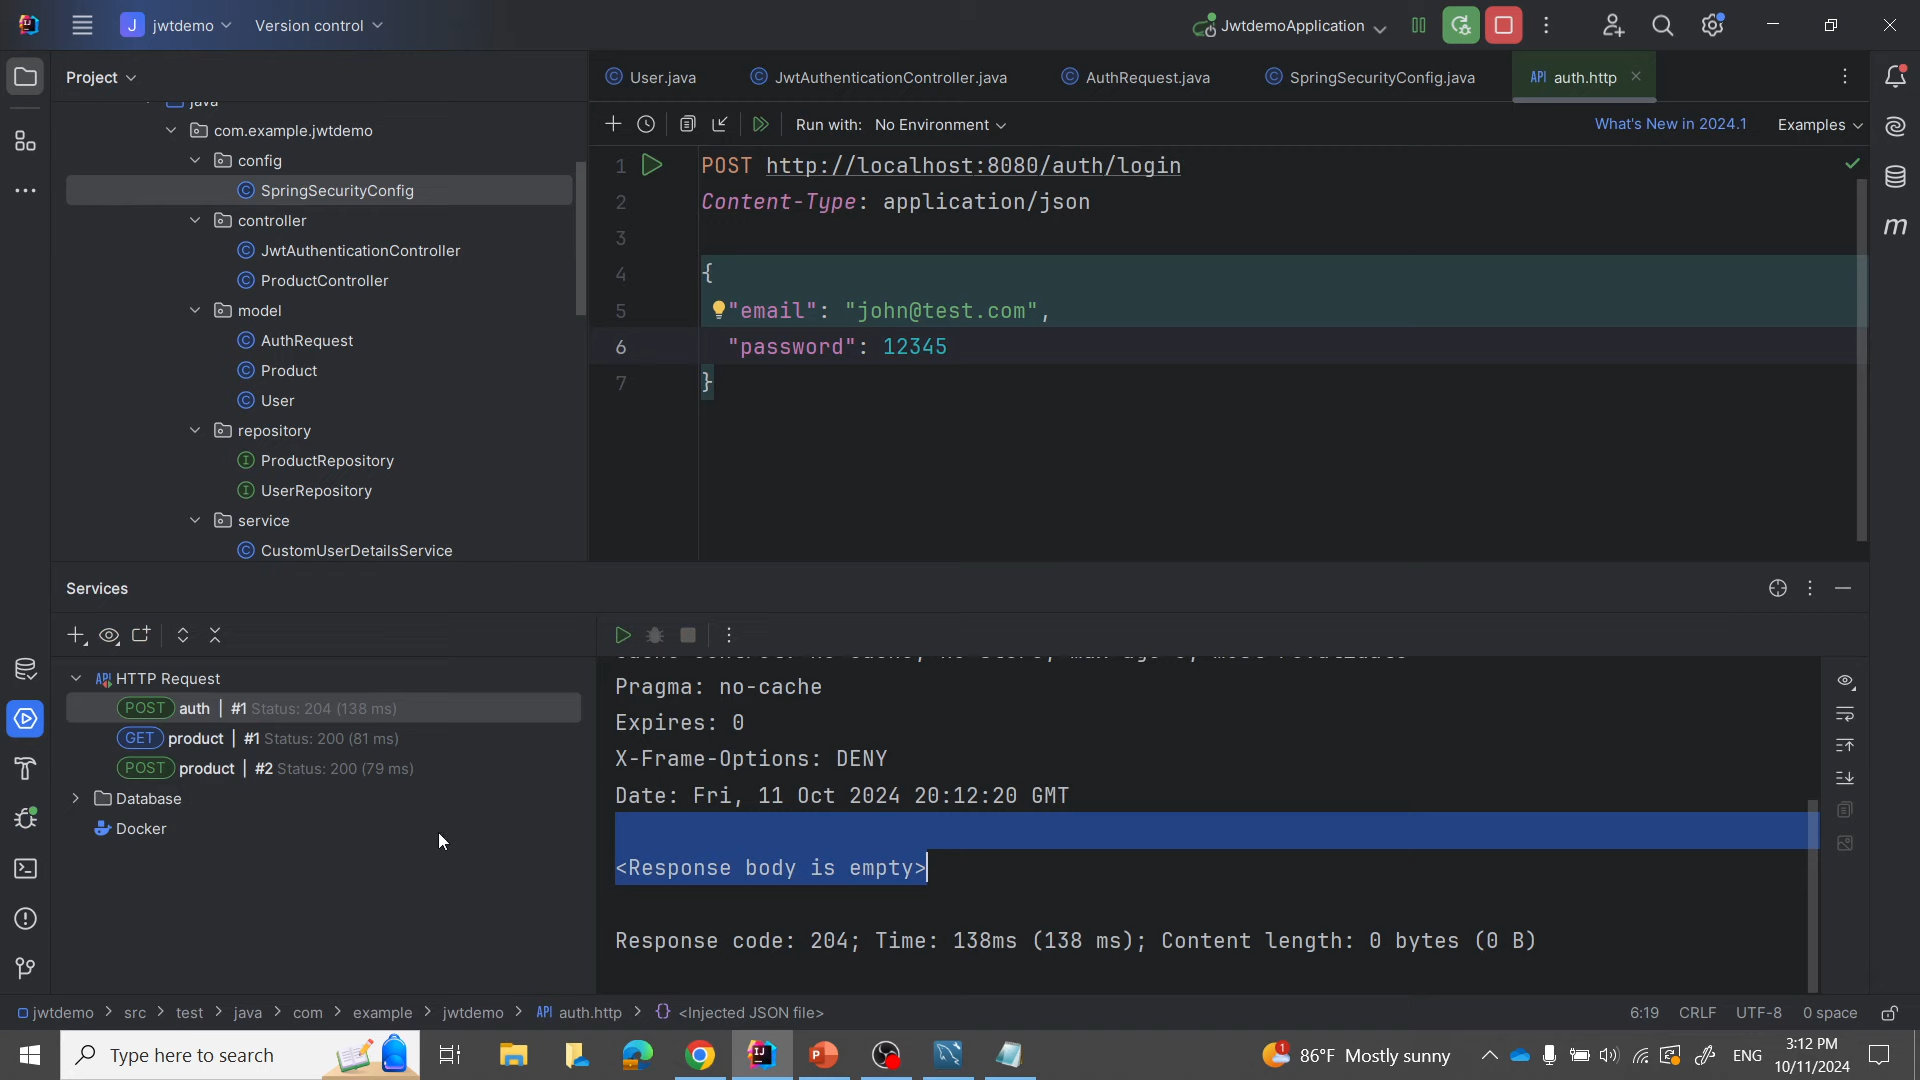 J jwtdemo Version control JwtdemoApplication
Project
User.java JwtAuthenticationController.java AuthRequest.java SpringSecurityConfig.java API auth.http
Run with: No Environment What's New in 2024.1 Examples
java
com.example.jwtdemo
config
SpringSecurityConfig
controller
JwtAuthenticationController
ProductController
model
AuthRequest
Product
User
repository
ProductRepository
UserRepository
service
CustomUserDetailsService
1 POST http://localhost:8080/auth/login
2 Content-Type: application/json
3
4 {
5 "email": "john@test.com",
6 "password": 12345
7 }
Services
API HTTP Request
POST auth | #1 Status: 204 (138 ms)
GET product | #1 Status: 200 (81 ms)
POST product | #2 Status: 200 (79 ms)
Database
Docker
Pragma: no-cache
Expires: 0
X-Frame-Options: DENY
Date: Fri, 11 Oct 2024 20:12:20 GMT
<Response body is empty>
Response code: 204; Time: 138ms (138 ms); Content length: 0 bytes (0 B)
jwtdemo > src > test > java > com > example > jwtdemo > API auth.http > {} <Injected JSON file> 6:19 CRLF UTF-8 0 space
Type here to search
86°F Mostly sunny
ENG
3:12 PM
10/11/2024